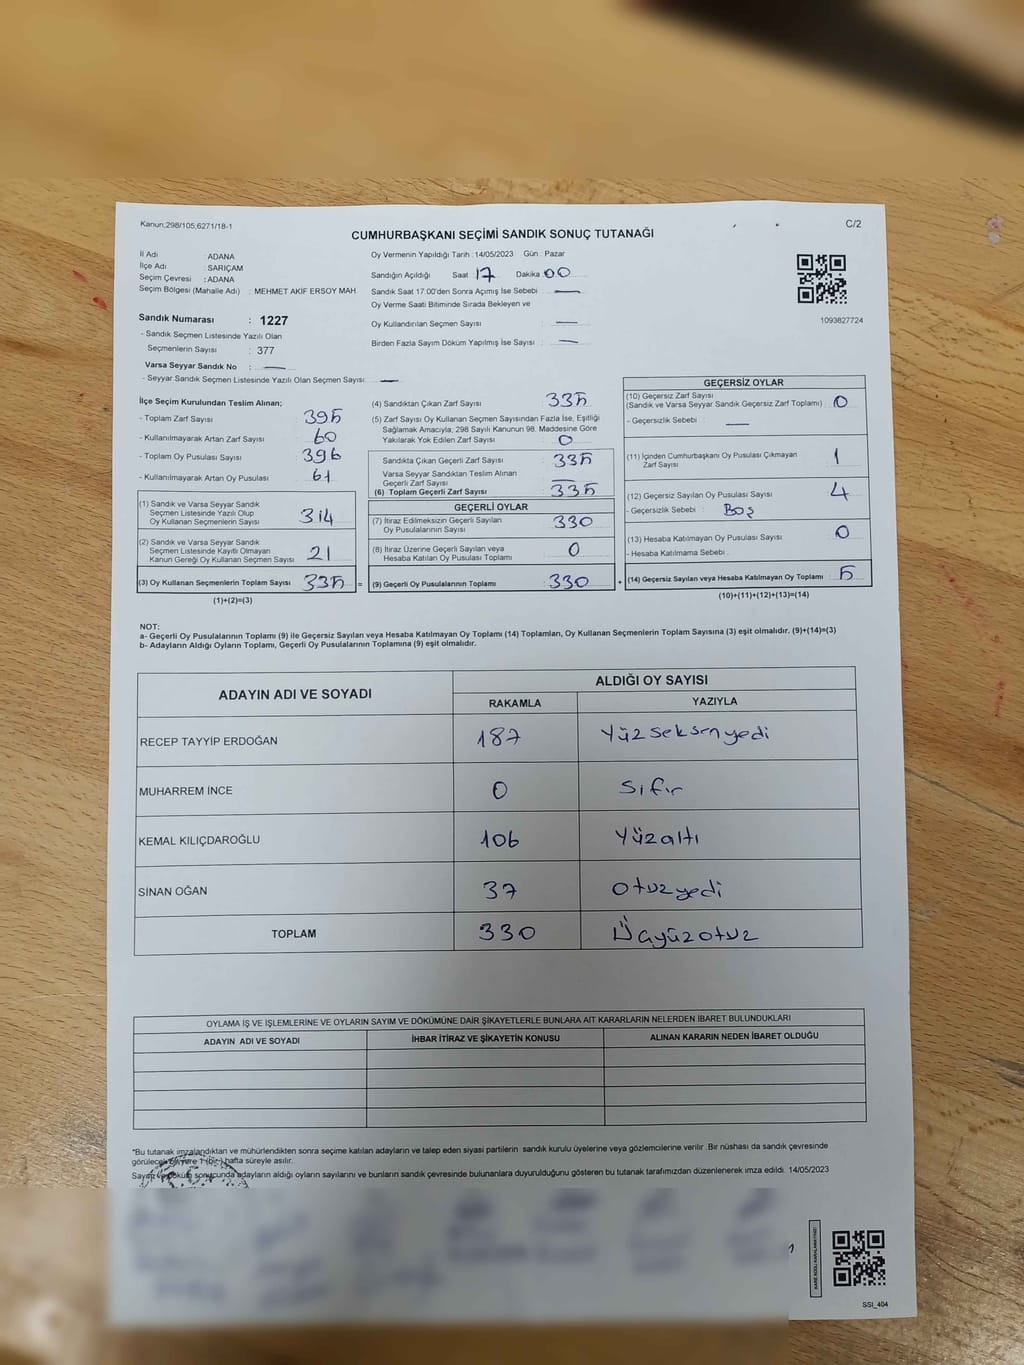 Kanun;298/105,6271/18-1
C/2
CUMHURBAŞKANI SEÇİMİ SANDIK SONUÇ TUTANAĞI
İl Adı : ADANA
İlçe Adı : SARIÇAM
Seçim Çevresi : ADANA
Seçim Bölgesi (Mahalle Adı) : MEHMET AKİF ERSOY MAH.
Oy Vermenin Yapıldığı Tarih :14/05/2023 Gün : Pazar
Sandığın Açıldığı Saat : 17 Dakika 00
Sandık Saat 17:00'den Sonra Açımış İse Sebebi : —
Oy Verme Saati Bitiminde Sırada Bekleyen ve
Oy Kullandırılan Seçmen Sayısı : —
Birden Fazla Sayım Döküm Yapılmış İse Sayısı : —
1093827724
Sandık Numarası : 1227
- Sandık Seçmen Listesinde Yazılı Olan
Seçmenlerin Sayısı : 377
Varsa Seyyar Sandık No : —
- Seyyar Sandık Seçmen Listesinde Yazılı Olan Seçmen Sayısı: —
İlçe Seçim Kurulundan Teslim Alınan;
- Toplam Zarf Sayısı : 395
- Kullanılmayarak Artan Zarf Sayısı : 60
- Toplam Oy Pusulası Sayısı : 396
- Kullanılmayarak Artan Oy Pusulası : 61
(1) Sandık ve Varsa Seyyar Sandık
Seçmen Listesinde Yazılı Olup
Oy Kullanan Seçmenlerin Sayısı : 314
(2) Sandık ve Varsa Seyyar Sandık
Seçmen Listesinde Kayıtlı Olmayan
Kanun Gereği Oy Kullanan Seçmen Sayısı : 21
(3) Oy Kullanan Seçmenlerin Toplam Sayısı : 335 =
(1)+(2)=(3)
(4) Sandıktan Çıkan Zarf Sayısı : 335
(5) Zarf Sayısı Oy Kullanan Seçmen Sayısından Fazla İse, Eşitliği
Sağlamak Amacıyla; 298 Sayılı Kanunun 98. Maddesine Göre
Yakılarak Yok Edilen Zarf Sayısı : 0
Sandıkta Çıkan Geçerli Zarf Sayısı : 335
Varsa Seyyar Sandıktan Teslim Alınan
Geçerli Zarf Sayısı : —
(6) Toplam Geçerli Zarf Sayısı : 335
GEÇERLİ OYLAR
(7) İtiraz Edilmeksizin Geçerli Sayılan
Oy Pusulalarının Sayısı : 330
(8) İtiraz Üzerine Geçerli Sayılan veya
Hesaba Katılan Oy Pusulası Toplamı : 0
(9) Geçerli Oy Pusulalarının Toplamı : 330 +
GEÇERSİZ OYLAR
(10) Geçersiz Zarf Sayısı
(Sandık ve Varsa Seyyar Sandık Geçersiz Zarf Toplamı) : 0
- Geçersizlik Sebebi : —
(11) İçinden Cumhurbaşkanı Oy Pusulası Çıkmayan
Zarf Sayısı : 1
(12) Geçersiz Sayılan Oy Pusulası Sayısı : 4
- Geçersizlik Sebebi : Boş
(13) Hesaba Katılmayan Oy Pusulası Sayısı : 0
- Hesaba Katılmama Sebebi :
(14) Geçersiz Sayılan veya Hesaba Katılmayan Oy Toplamı : 5
(10)+(11)+(12)+(13)=(14)
NOT:
a- Geçerli Oy Pusulalarının Toplamı (9) ile Geçersiz Sayılan veya Hesaba Katılmayan Oy Toplamı (14) Toplamları, Oy Kullanan Seçmenlerin Toplam Sayısına (3) eşit olmalıdır. (9)+(14)=(3)
b- Adayların Aldığı Oyların Toplamı, Geçerli Oy Pusulalarının Toplamına (9) eşit olmalıdır.
ADAYIN ADI VE SOYADI
ALDIĞI OY SAYISI
RAKAMLA YAZIYLA
RECEP TAYYİP ERDOĞAN 187 Yüzseksenyedi
MUHARREM İNCE 0 Sıfır
KEMAL KILIÇDAROĞLU 106 Yüzaltı
SİNAN OĞAN 37 Otuzyedi
TOPLAM 330 Üçyüzotuz
OYLAMA İŞ VE İŞLEMLERİNE VE OYLARIN SAYIM VE DÖKÜMÜNE DAİR ŞİKAYETLERLE BUNLARA AİT KARARLARIN NELERDEN İBARET BULUNDUKLARI
ADAYIN ADI VE SOYADI İHBAR İTİRAZ VE ŞİKAYETİN KONUSU ALINAN KARARIN NEDEN İBARET OLDUĞU
*Bu tutanak imzalandıktan ve mühürlendikten sonra seçime katılan adayların ve talep eden siyasi partilerin sandık kurulu üyelerine veya gözlemcilerine verilir. Bir nüshası da sandık çevresinde
görülecek bir yere 1 (bir) hafta süreyle asılır.
Sayım ve döküm sonucunda adayların aldığı oyların sayılarını ve bunların sandık çevresinde bulunanlara duyurulduğunu gösteren bu tutanak tarafımızdan düzenlenerek imza edildi. 14/05/2023
SSİ_404